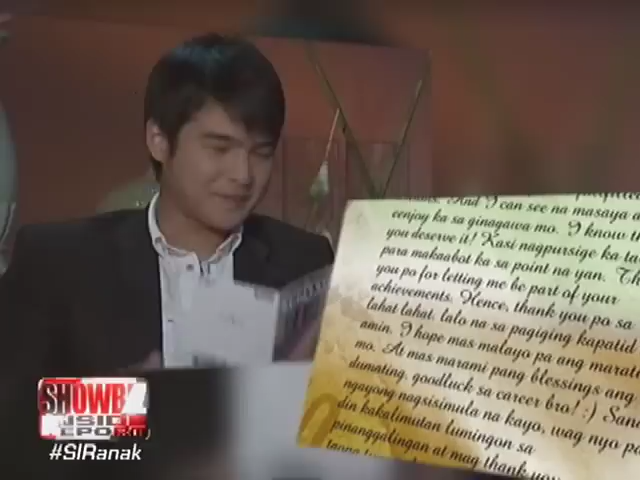 And I can see na masaya a
eenjoy ka sa ginagawa mo. I know th
you deserve it! Kasi nagpursige ka ta
para makaabot ka sa point na yan. Th
you po for letting me be part of your
achievements. Hence, thank you po sa
lahat lahat, lalo na sa pagiging kapatid
amin. I hope mas malayo pa ang marat
mo. At mas marami pang blessings ang
dumating, goodluck sa career bro! :) San
ngayong nagsisimula na kayo, wag nyo pa
din kakalimutan lumingon sa
pinanggalingan at mag thank you
SHOWB
INSID
EPOR
#SIRanak